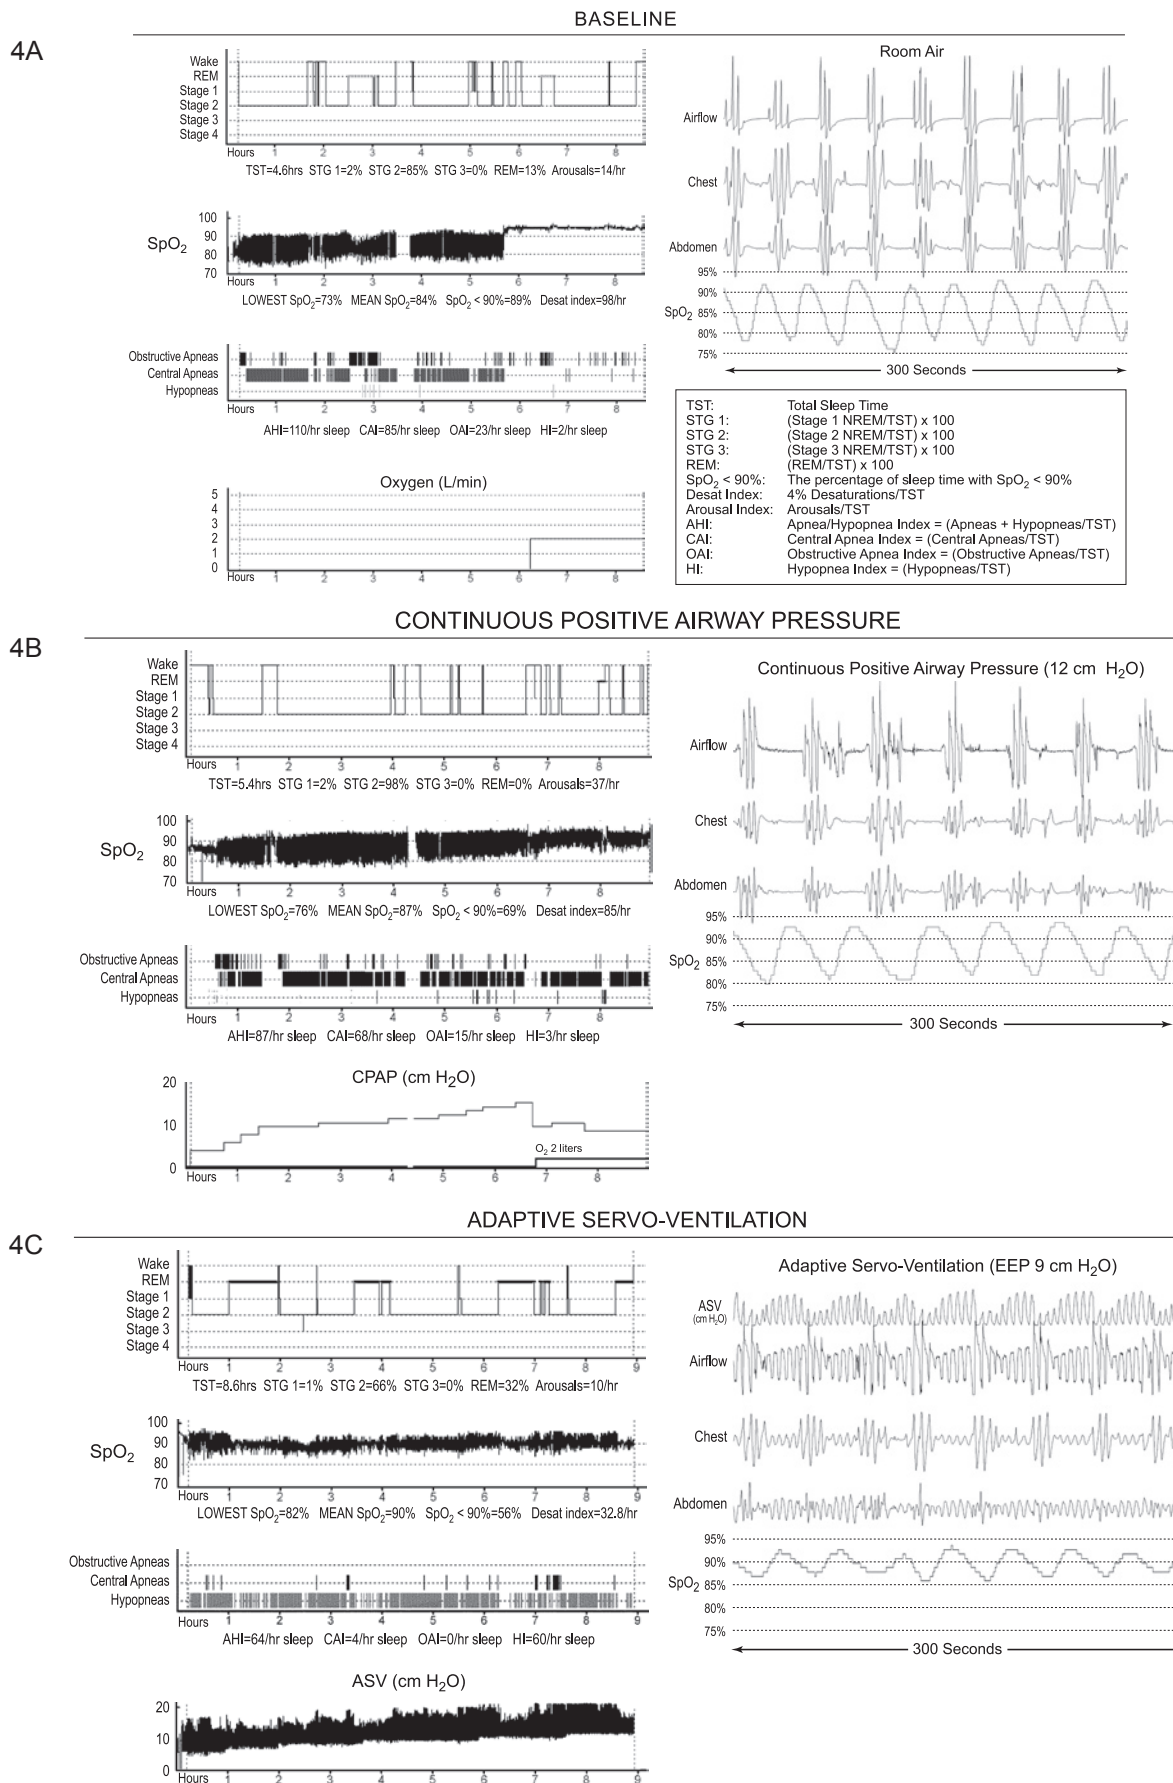 BASELINE
4A
Wake
REM
Stage 1
Stage 2
Stage 3
Stage 4
Hours 1 2 3 4 5 6 7 8
TST=4.6hrs STG 1=2% STG 2=85% STG 3=0% REM=13% Arousals=14/hr
SpO2
100
90
80
70
1 2 3 4 5 6 7 8
LOWEST SpO2=73% MEAN SpO2=84% SpO2 < 90%=89% Desat index=98/hr
Obstructive Apneas
Central Apneas
Hypopneas
Hours 1 2 3 4 5 6 7 8
AHI=110/hr sleep CAI=85/hr sleep OAI=23/hr sleep HI=2/hr sleep
Oxygen (L/min)
5
4
3
2
1
0
Hours 1 2 3 4 5 6 7 8
Room Air
Airflow
Chest
Abdomen
95%
90%
SpO2 85%
80%
75%
300 Seconds
TST: Total Sleep Time
STG 1: (Stage 1 NREM/TST) x 100
STG 2: (Stage 2 NREM/TST) x 100
STG 3: (Stage 3 NREM/TST) x 100
REM: (REM/TST) x 100
SpO2 < 90%: The percentage of sleep time with SpO2 < 90%
Desat Index: 4% Desaturations/TST
Arousal Index: Arousals/TST
AHI: Apnea/Hypopnea Index = (Apneas + Hypopneas/TST)
CAI: Central Apnea Index = (Central Apneas/TST)
OAI: Obstructive Apnea Index = (Obstructive Apneas/TST)
HI: Hypopnea Index = (Hypopneas/TST)
CONTINUOUS POSITIVE AIRWAY PRESSURE
4B
Wake
REM
Stage 1
Stage 2
Stage 3
Stage 4
Hours 1 2 3 4 5 6 7 8
TST=5.4hrs STG 1=2% STG 2=98% STG 3=0% REM=0% Arousals=37/hr
SpO2
100
90
80
70
Hours 1 2 3 4 5 6 7 8
LOWEST SpO2=76% MEAN SpO2=87% SpO2 < 90%=69% Desat index=85/hr
Obstructive Apneas
Central Apneas
Hypopneas
Hours 1 2 3 4 5 6 7 8
AHI=87/hr sleep CAI=68/hr sleep OAI=15/hr sleep HI=3/hr sleep
CPAP (cm H2O)
20
10
O2 2 liters
0
Hours 1 2 3 4 5 6 7 8
Continuous Positive Airway Pressure (12 cm H2O)
Airflow
Chest
Abdomen
95%
90%
SpO2 85%
80%
75%
300 Seconds
ADAPTIVE SERVO-VENTILATION
4C
Wake
REM
Stage 1
Stage 2
Stage 3
Stage 4
Hours 1 2 3 4 5 6 7 8 9
TST=8.6hrs STG 1=1% STG 2=66% STG 3=0% REM=32% Arousals=10/hr
SpO2
100
90
80
70
Hours 1 2 3 4 5 6 7 8 9
LOWEST SpO2=82% MEAN SpO2=90% SpO2 < 90%=56% Desat index=32.8/hr
Obstructive Apneas
Central Apneas
Hypopneas
Hours 1 2 3 4 5 6 7 8 9
AHI=64/hr sleep CAI=4/hr sleep OAI=0/hr sleep HI=60/hr sleep
ASV (cm H2O)
20
10
0
Hours 1 2 3 4 5 6 7 8 9
Adaptive Servo-Ventilation (EEP 9 cm H2O)
ASV
(cm H2O)
Airflow
Chest
Abdomen
95%
90%
SpO2 85%
80%
75%
300 Seconds